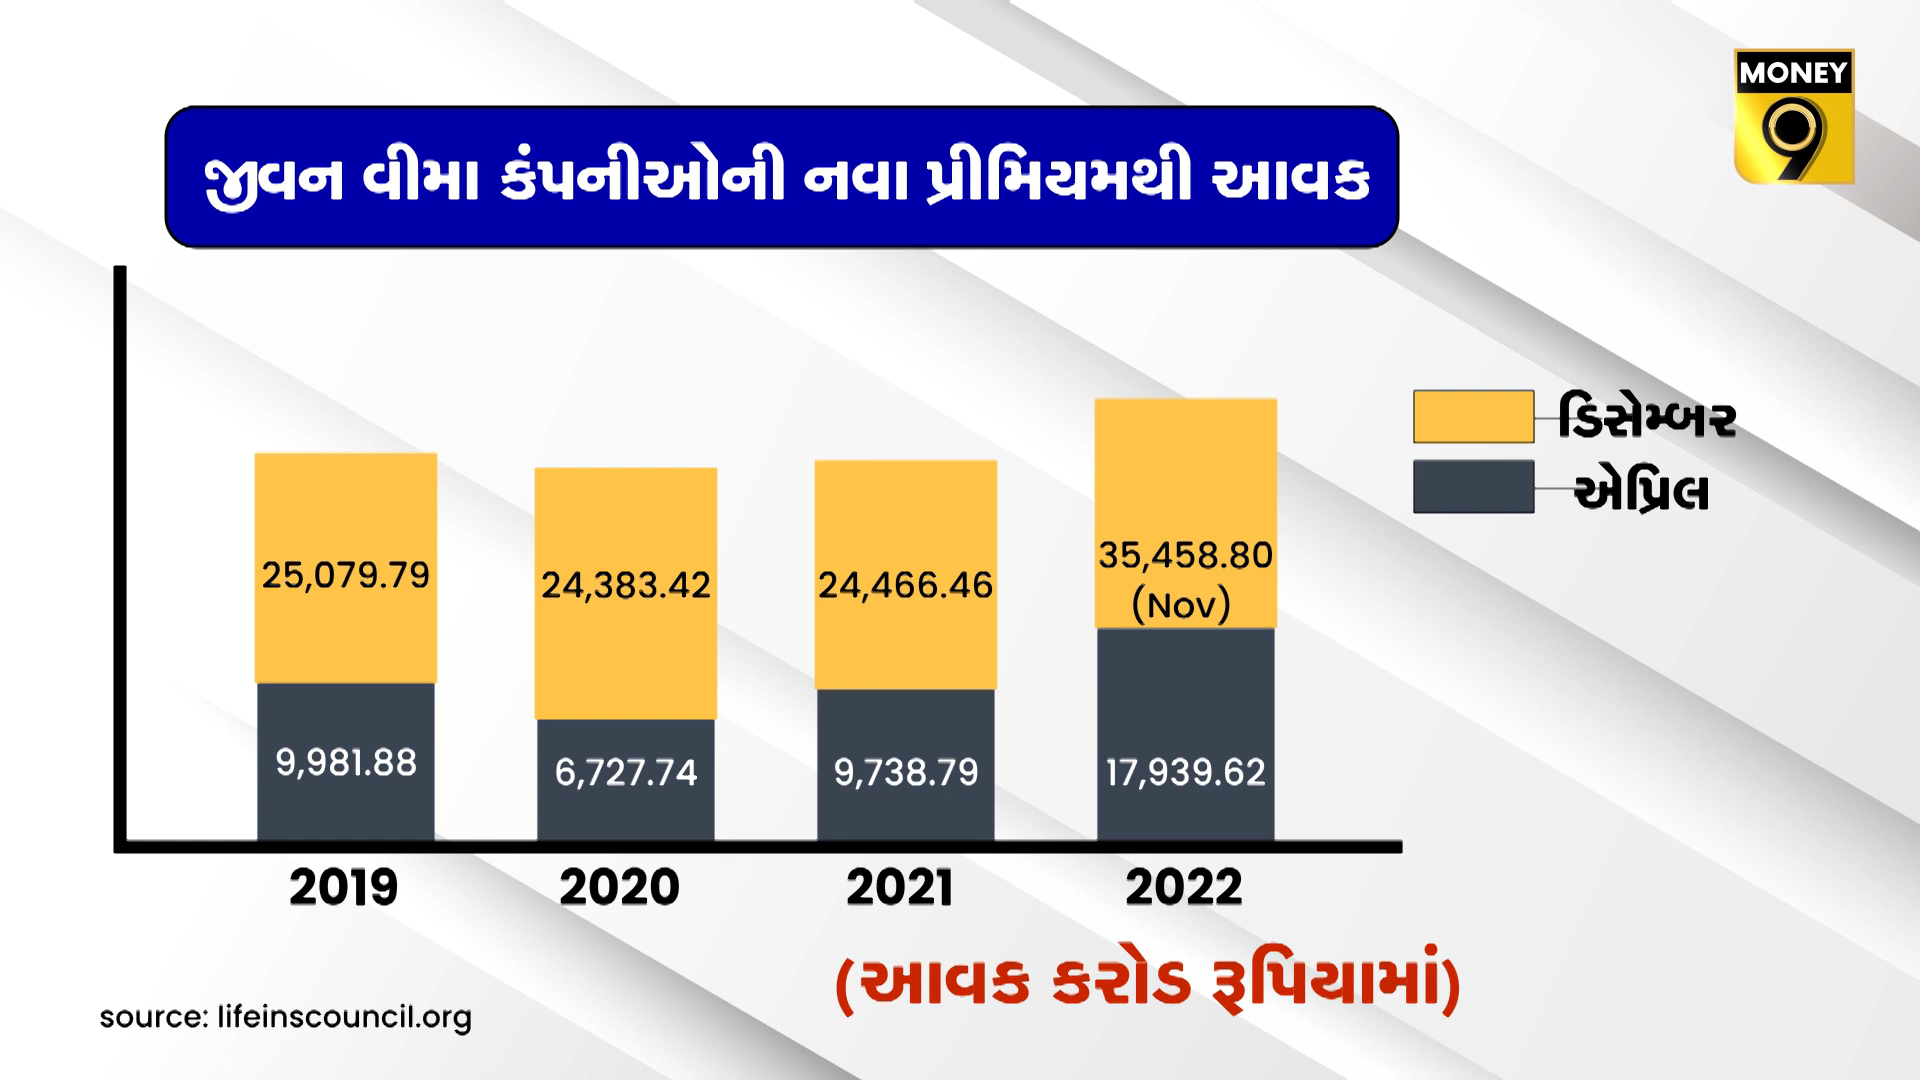 MONEY
9
જીવન વીમા કંપનીઓની નવા પ્રીમિયમથી આવક
ડિસેમ્બર
એપ્રિલ
25,079.79
24,383.42
24,466.46
35,458.80
(Nov)
9,981.88
6,727.74
9,738.79
17,939.62
2019
2020
2021
2022
(આવક કરોડ રૂપિયામાં)
source: lifeinscouncil.org